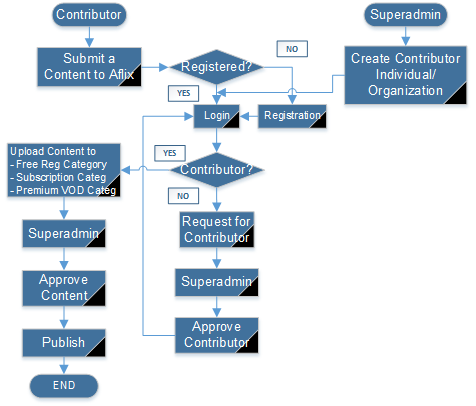 Contributor
Superadmin
Submit a
Content to Aflix
Registered?
NO
Create Contributor
Individual/
Organization
YES
Login
Registration
Upload Content to
- Free Reg Category
- Subscription Categ
- Premium VOD Categ
YES
Contributor?
NO
Request for
Contributor
Superadmin
Superadmin
Approve
Content
Approve
Contributor
Publish
END